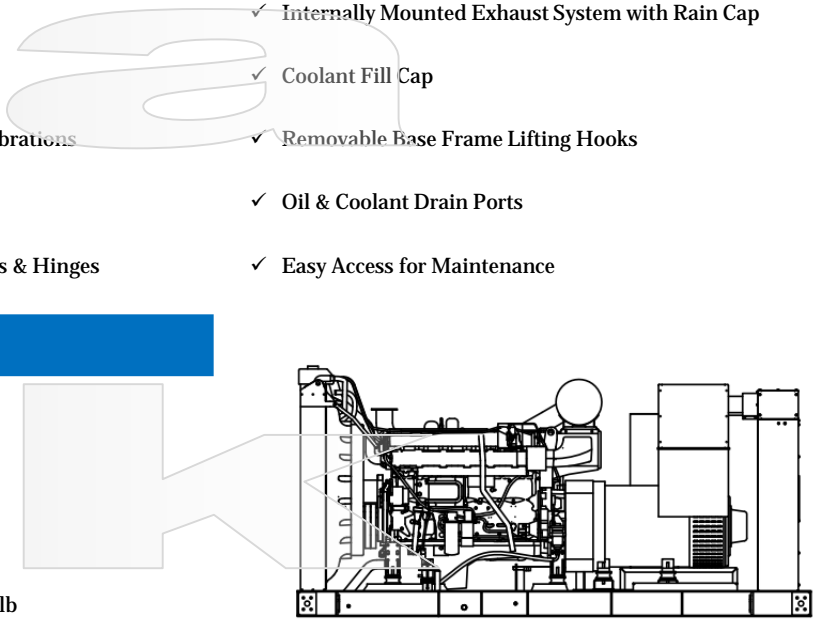 ✓ Internally Mounted Exhaust System with Rain Cap
✓ Coolant Fill Cap
brations
✓ Removable Base Frame Lifting Hooks
✓ Oil & Coolant Drain Ports
s & Hinges
✓ Easy Access for Maintenance
lb